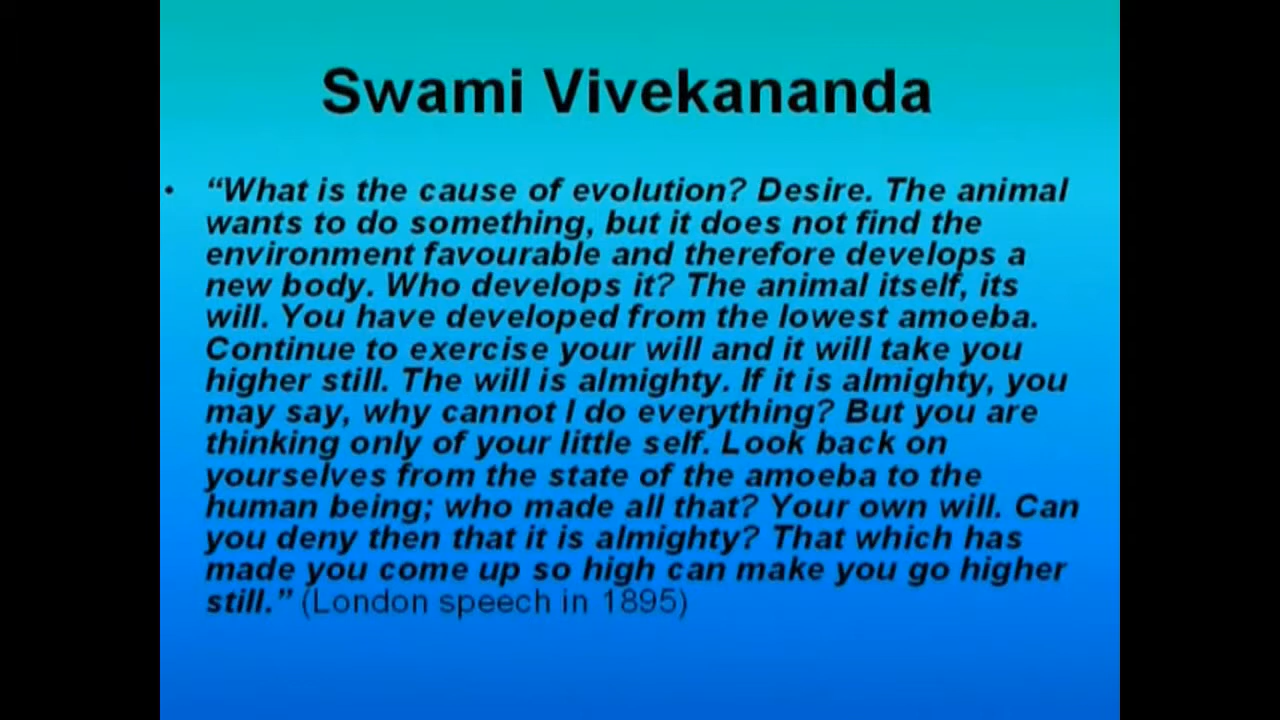 Swami Vivekananda
• “What is the cause of evolution? Desire. The animal
wants to do something, but it does not find the
environment favourable and therefore develops a
new body. Who develops it? The animal itself, its
will. You have developed from the lowest amoeba.
Continue to exercise your will and it will take you
higher still. The will is almighty. If it is almighty, you
may say, why cannot I do everything? But you are
thinking only of your little self. Look back on
yourselves from the state of the amoeba to the
human being; who made all that? Your own will. Can
you deny then that it is almighty? That which has
made you come up so high can make you go higher
still.” (London speech in 1895)